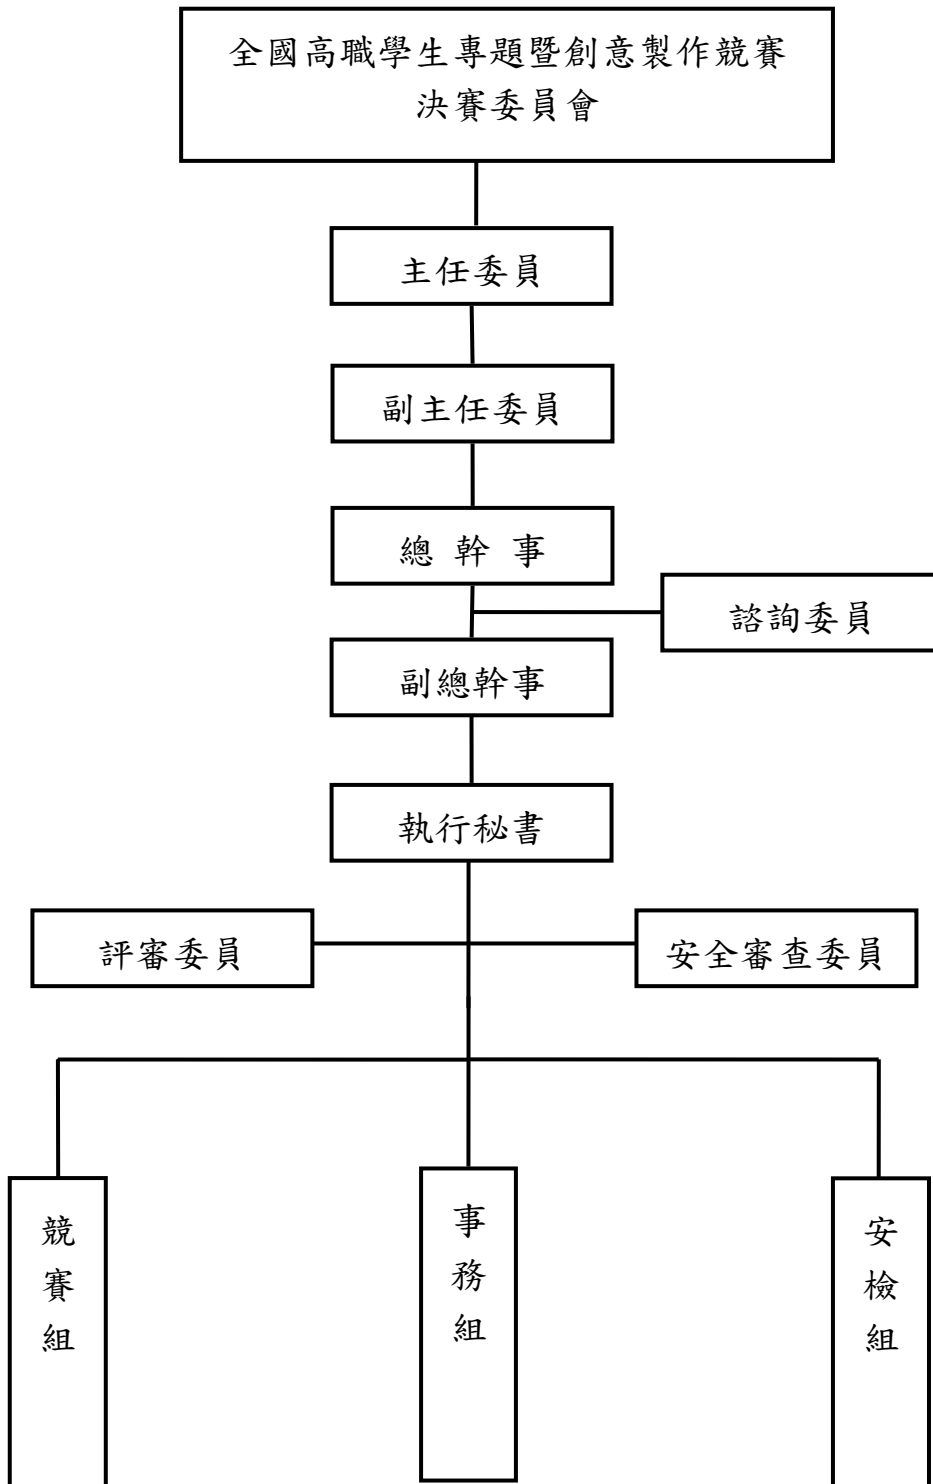 全國高職學生專題暨創意製作競賽
決賽委員會
主任委員
副主任委員
總 幹 事
諮詢委員
副總幹事
執行秘書
評審委員
安全審查委員
競賽組
事務組
安檢組